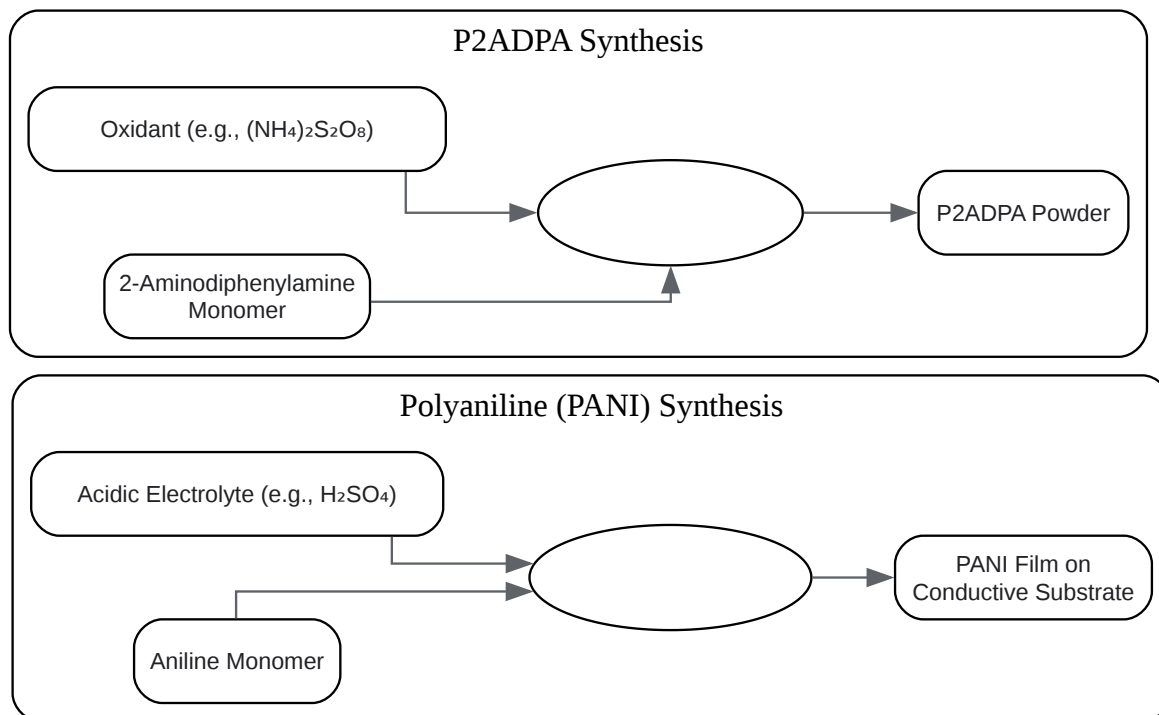 P2ADPA Synthesis
Oxidant (e.g., (NH₄)₂S₂O₈)
P2ADPA Powder
2-Aminodiphenylamine
Monomer
Polyaniline (PANI) Synthesis
Acidic Electrolyte (e.g., H₂SO₄)
PANI Film on
Conductive Substrate
Aniline Monomer